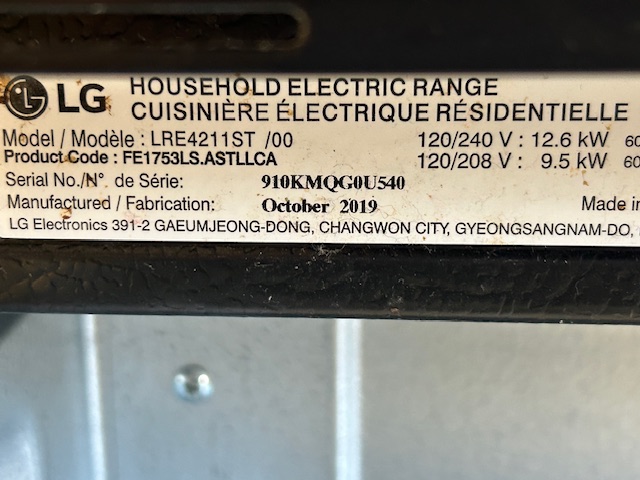 LG HOUSEHOLD ELECTRIC RANGE
CUISINIÈRE ÉLECTRIQUE RÉSIDENTIELLE
Model / Modèle : LRE4211ST /00 120/240 V : 12.6 kW 60
Product Code : FE1753LS.ASTLLCA 120/208 V : 9.5 kW 60
Serial No./N° de Série: 910KMQG0U540
Manufactured / Fabrication: October 2019 Made in
LG Electronics 391-2 GAEUMJEONG-DONG, CHANGWON CITY, GYEONGSANGNAM-DO,